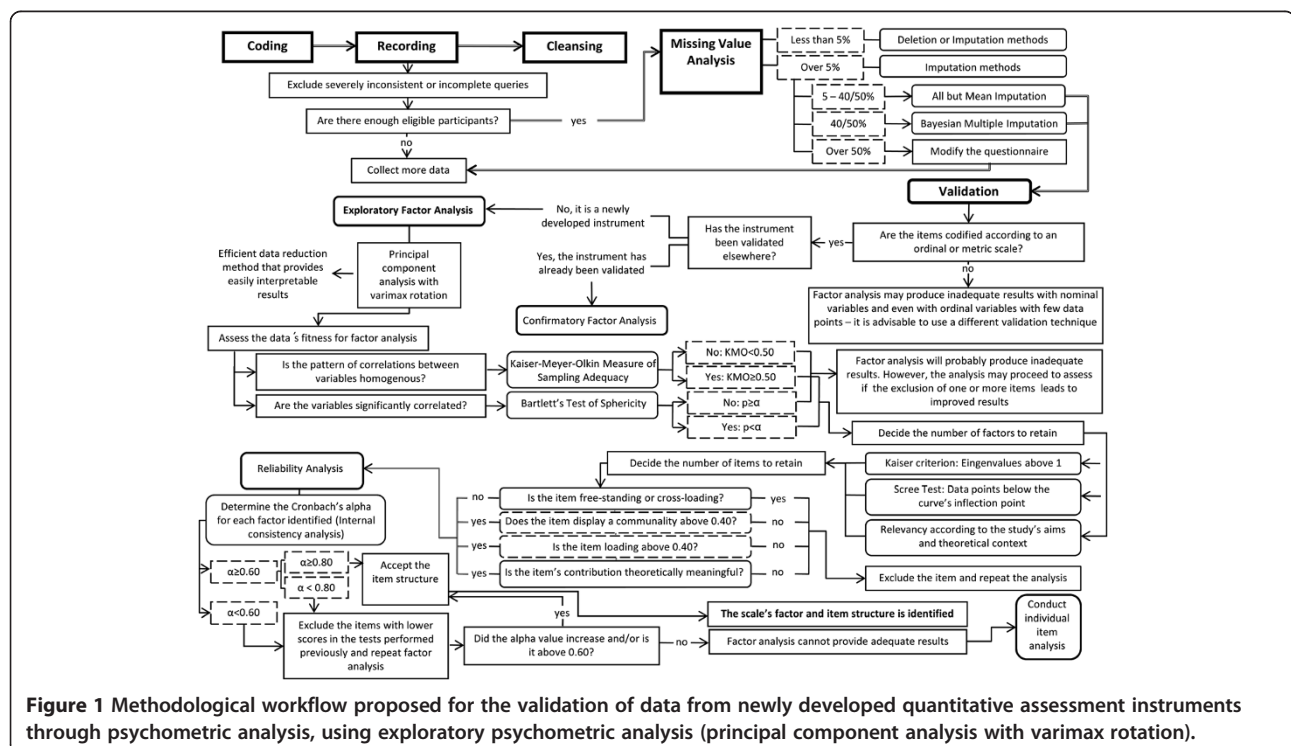 Coding
Recording
Cleansing
Exclude severely inconsistent or incomplete queries
Are there enough eligible participants?
yes
no
Collect more data
Missing Value
Analysis
Less than 5%
Deletion or Imputation methods
Over 5%
Imputation methods
5 – 40/50%
All but Mean Imputation
40/50%
Bayesian Multiple Imputation
Over 50%
Modify the questionnaire
Validation
Are the items codified according to an
ordinal or metric scale?
yes
no
Factor analysis may produce inadequate results with nominal
variables and even with ordinal variables with few data
points – it is advisable to use a different validation technique
Has the instrument
been validated
elsewhere?
No, it is a newly
developed instrument
Yes, the instrument has
already been validated
Confirmatory Factor Analysis
Exploratory Factor Analysis
Principal
component
analysis with
varimax rotation
Efficient data reduction
method that provides
easily interpretable
results
Assess the data´s fitness for factor analysis
Is the pattern of correlations between
variables homogenous?
Kaiser-Meyer-Olkin Measure of
Sampling Adequacy
No: KMO<0.50
Yes: KMO≥0.50
Are the variables significantly correlated?
Bartlett's Test of Sphericity
No: p≥α
Yes: p<α
Factor analysis will probably produce inadequate
results. However, the analysis may proceed to assess
if the exclusion of one or more items leads to
improved results
Decide the number of factors to retain
Kaiser criterion: Eingenvalues above 1
Scree Test: Data points below the
curve's inflection point
Relevancy according to the study's aims
and theoretical context
Decide the number of items to retain
no
Is the item free-standing or cross-loading?
yes
yes
Does the item display a communality above 0.40?
no
yes
Is the item loading above 0.40?
no
yes
Is the item's contribution theoretically meaningful?
no
Exclude the item and repeat the analysis
Reliability Analysis
Determine the Cronbach's alpha
for each factor identified (Internal
consistency analysis)
α≥0.60
α≥0.80
α < 0.80
α<0.60
Accept the
item structure
Exclude the items with lower
scores in the tests performed
previously and repeat factor
analysis
Did the alpha value increase and/or is
it above 0.60?
yes
no
The scale's factor and item structure is identified
Factor analysis cannot provide adequate results
Conduct
individual
item
analysis
Figure 1 Methodological workflow proposed for the validation of data from newly developed quantitative assessment instruments
through psychometric analysis, using exploratory psychometric analysis (principal component analysis with varimax rotation).